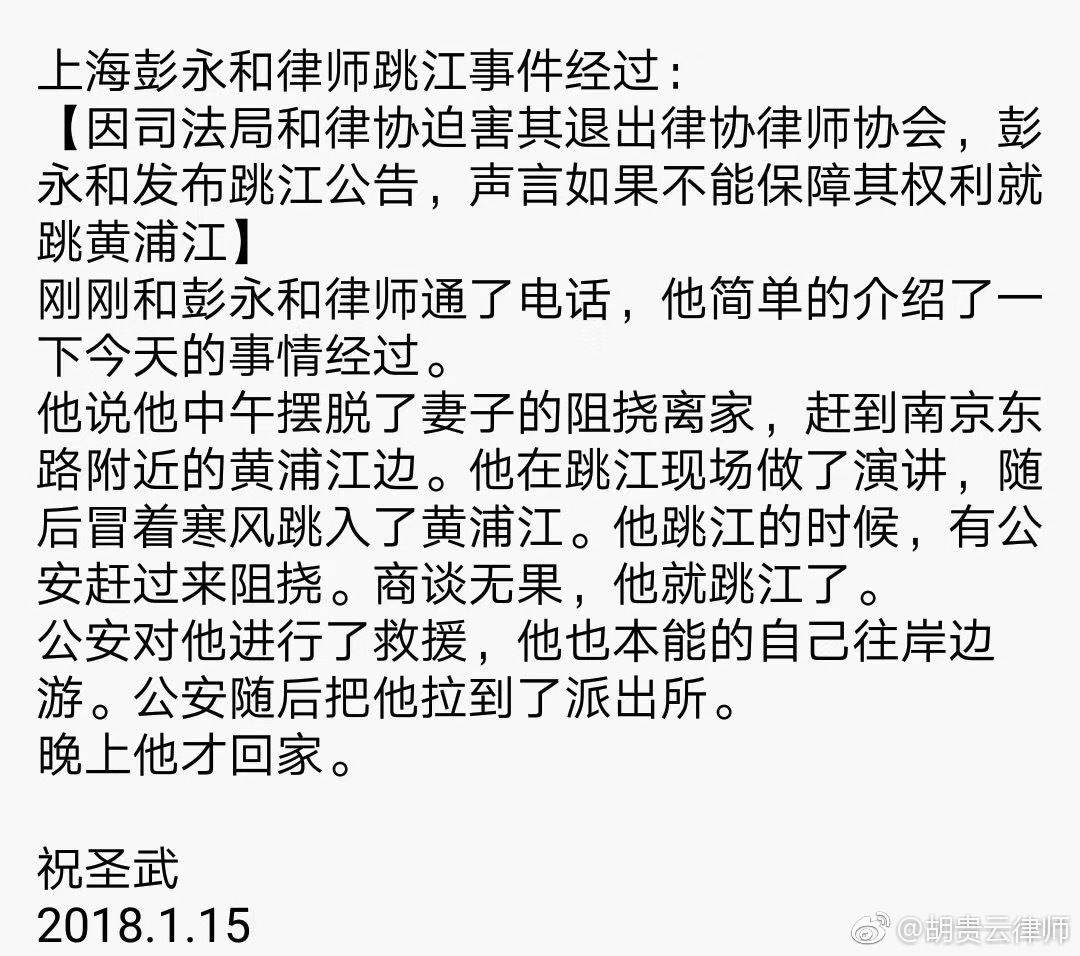 上海彭永和律师跳江事件经过：
【因司法局和律协迫害其退出律协律师协会，彭
永和发布跳江公告，声言如果不能保障其权利就
跳黄浦江】
刚刚和彭永和律师通了电话，他简单的介绍了一
下今天的事情经过。
他说他中午摆脱了妻子的阻挠离家，赶到南京东
路附近的黄浦江边。他在跳江现场做了演讲，随
后冒着寒风跳入了黄浦江。他跳江的时候，有公
安赶过来阻挠。商谈无果，他就跳江了。
公安对他进行了救援，他也本能的自己往岸边
游。公安随后把他拉到了派出所。
晚上他才回家。
祝圣武
2018.1.15
@胡贵云律师